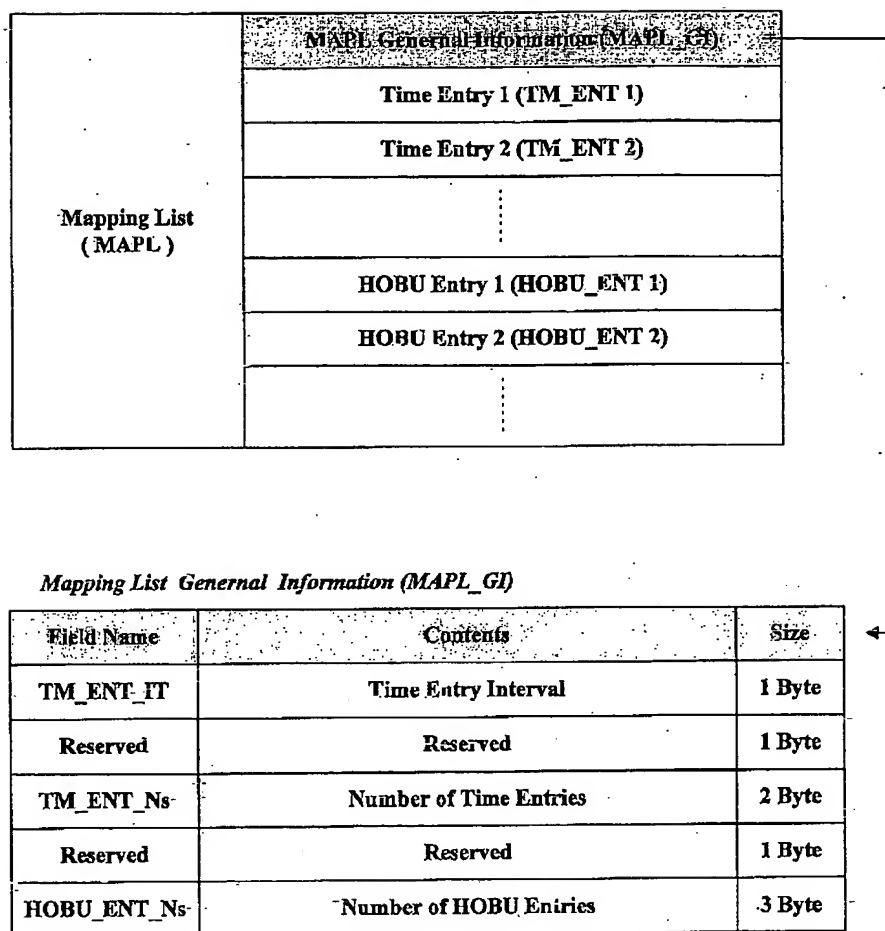 MAPL Genernal Information (MAPL_GI)
Time Entry 1 (TM_ENT 1)
Time Entry 2 (TM_ENT 2)
Mapping List
( MAPL )
HOBU Entry 1 (HOBU_ENT 1)
HOBU Entry 2 (HOBU_ENT 2)
Mapping List Genernal Information (MAPL_GI)
Field Name Contents Size
TM_ENT_IT Time Entry Interval 1 Byte
Reserved Reserved 1 Byte
TM_ENT_Ns Number of Time Entries 2 Byte
Reserved Reserved 1 Byte
HOBU_ENT_Ns Number of HOBU Entries 3 Byte